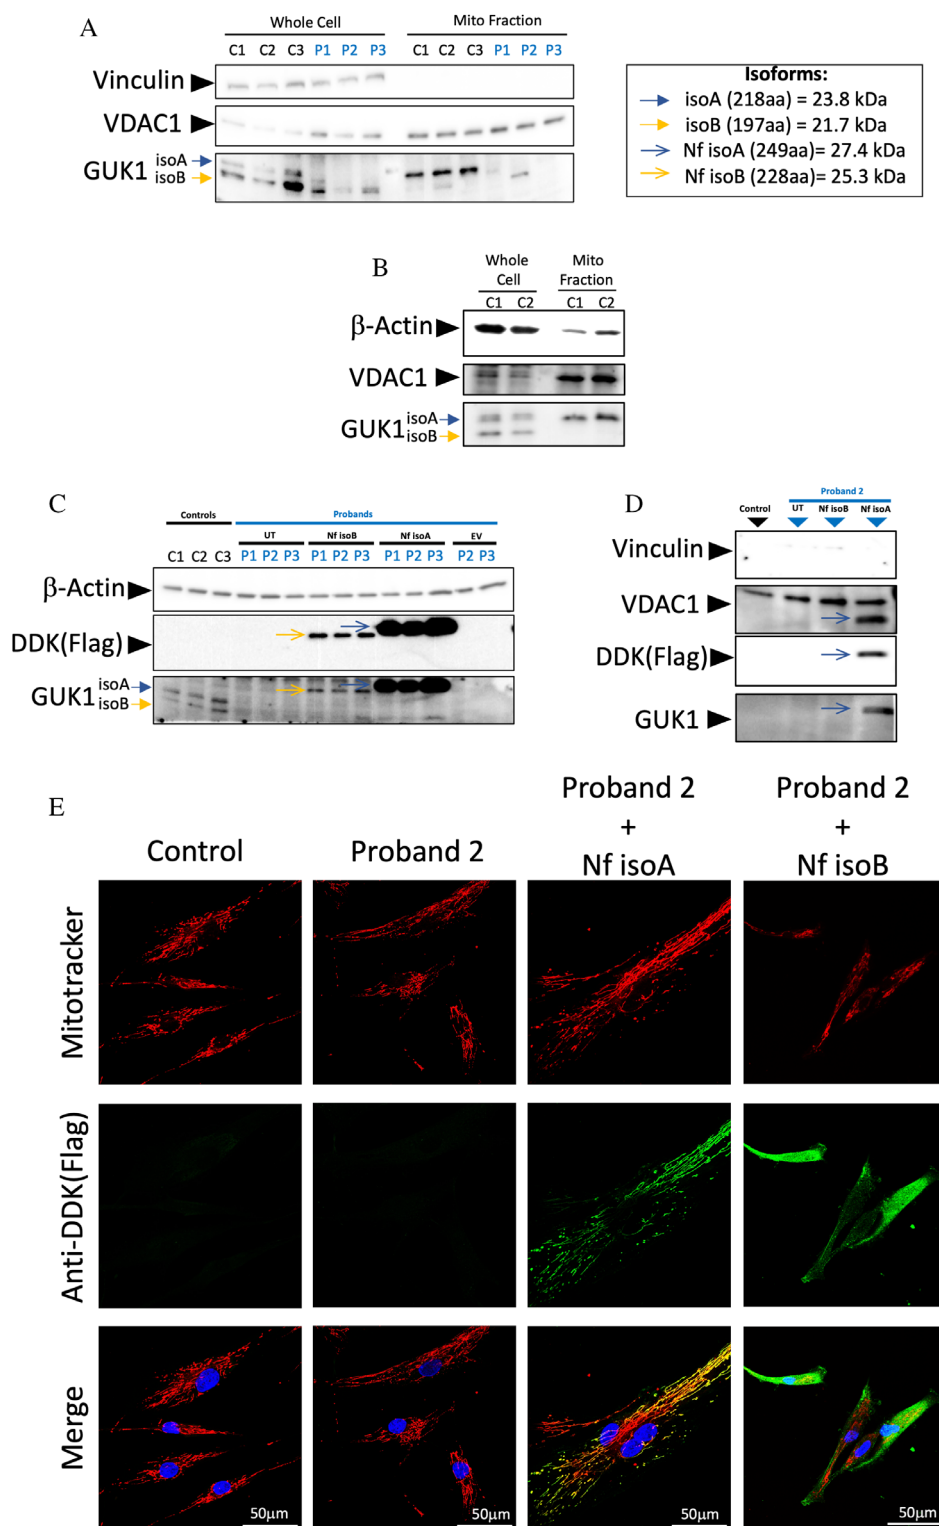 A
Whole Cell Mito Fraction
C1 C2 C3 P1 P2 P3 C1 C2 C3 P1 P2 P3
Vinculin
VDAC1
GUK1
isoA
isoB
Isoforms:
isoA (218aa) = 23.8 kDa
isoB (197aa) = 21.7 kDa
Nf isoA (249aa)= 27.4 kDa
Nf isoB (228aa)= 25.3 kDa
B
Whole
Cell
Mito
Fraction
C1 C2 C1 C2
β-Actin
VDAC1
GUK1
isoA
isoB
C
Controls Probands
UT Nf isoB Nf isoA EV
C1 C2 C3 P1 P2 P3 P1 P2 P3 P1 P2 P3 P2 P3
β-Actin
DDK(Flag)
GUK1
isoA
isoB
D
Proband 2
Control UT Nf isoB Nf isoA
Vinculin
VDAC1
DDK(Flag)
GUK1
E
Control
Proband 2
Proband 2
+
Nf isoA
Proband 2
+
Nf isoB
Mitotracker
Anti-DDK(Flag)
Merge
50μm
50μm
50μm
50μm